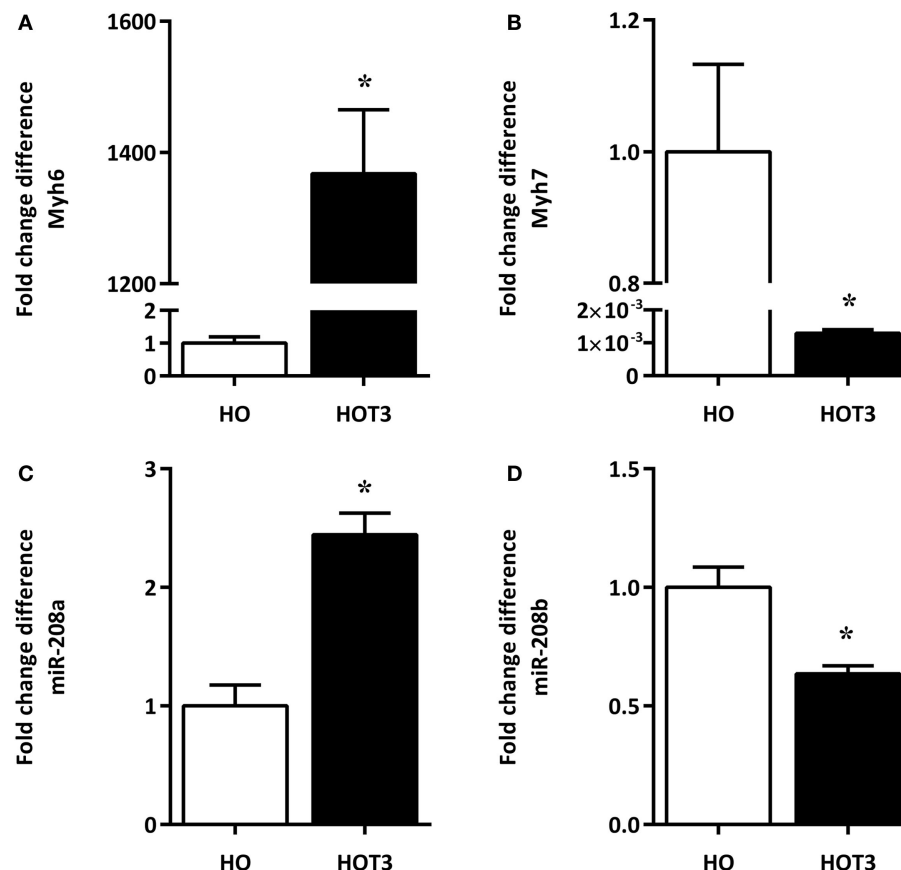 A
Fold change difference
Myh6
1600
1400
1200
2
1
0
*
HO
HOT3
B
Fold change difference
Myh7
1.2
1.0
0.8
2×10⁻³
1×10⁻³
0
*
HO
HOT3
C
Fold change difference
miR-208a
3
2
1
0
*
HO
HOT3
D
Fold change difference
miR-208b
1.5
1.0
0.5
0.0
*
HO
HOT3